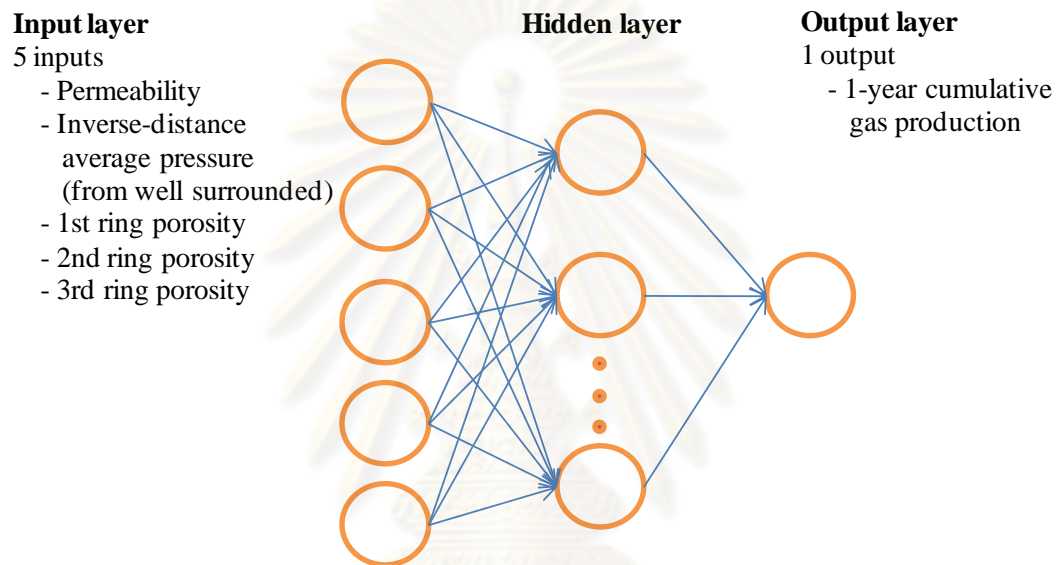 Input layer
5 inputs
- Permeability
- Inverse-distance
average pressure
(from well surrounded)
- 1st ring porosity
- 2nd ring porosity
- 3rd ring porosity
Hidden layer
Output layer
1 output
- 1-year cumulative
gas production